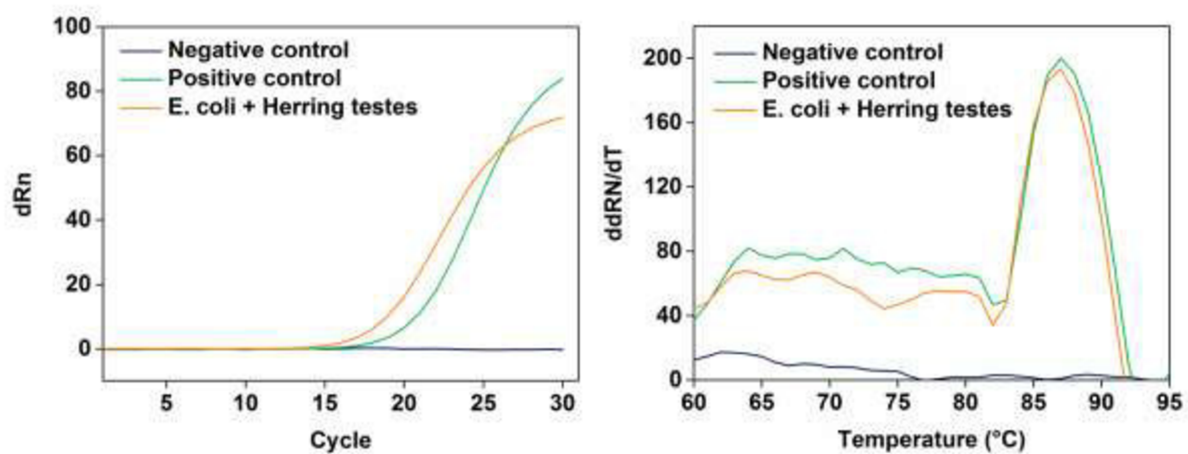 100
80
60
40
20
0
dRn
Negative control
Positive control
E. coli + Herring testes
5 10 15 20 25 30
Cycle
200
160
120
80
40
0
ddRN/dT
Negative control
Positive control
E. coli + Herring testes
60 65 70 75 80 85 90 95
Temperature (°C)